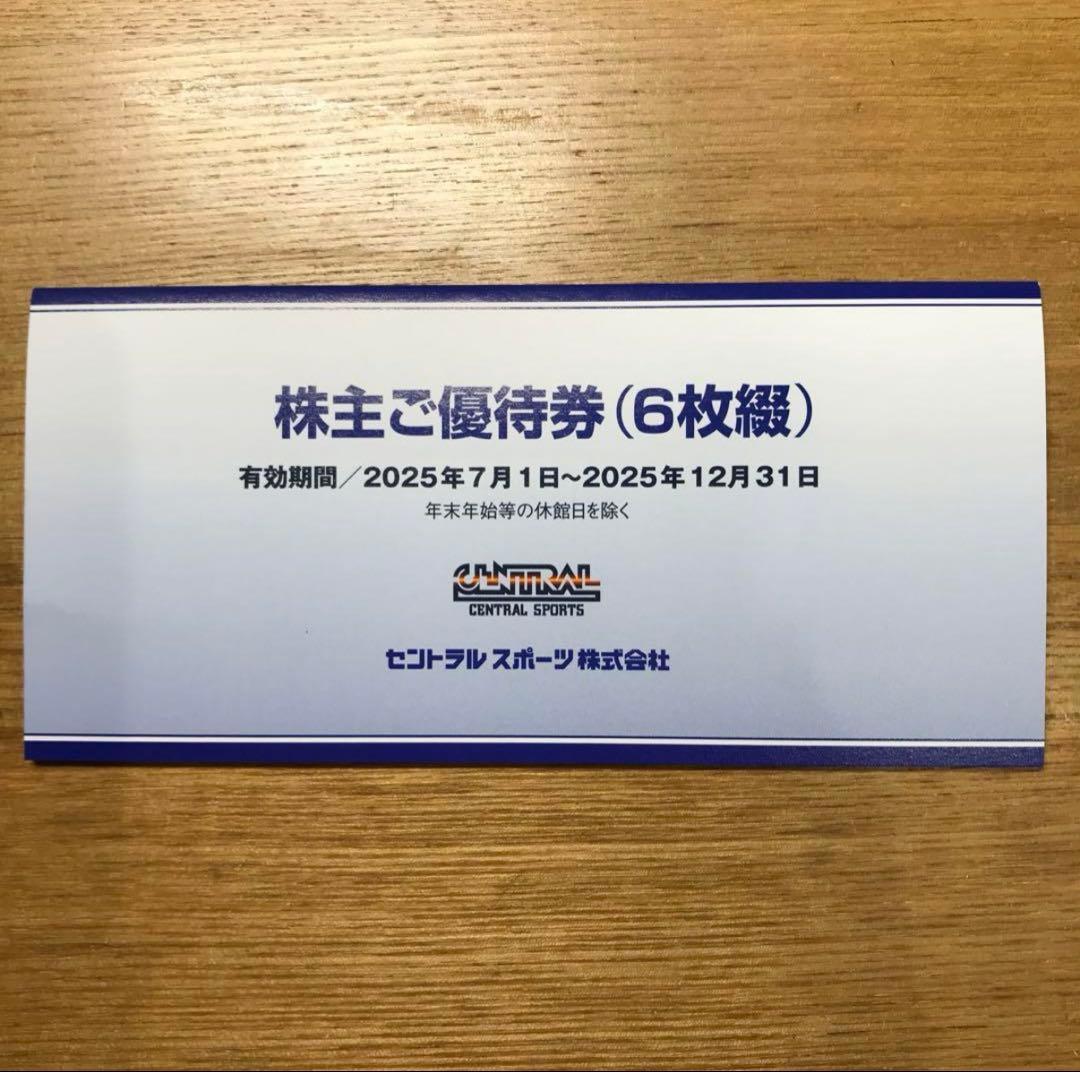 株主ご優待券(6枚綴)
有効期間/2025年7月1日~2025年12月31日
年末年始等の休館日を除く
CENTRAL
CENTRAL SPORTS
セントラルスポーツ株式会社